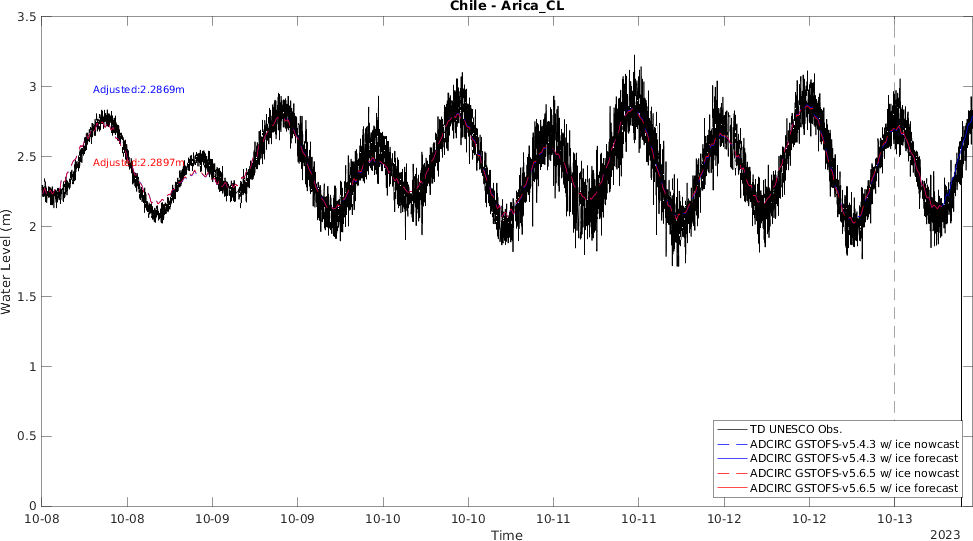 Chile - Arica_CL
3.5
3
2.5
2
1.5
1
0.5
0
Water Level (m)
Adjusted:2.2869m
Adjusted:2.2897m
TD UNESCO Obs.
ADCIRC GSTOFS-v5.4.3 w/ ice nowcast
ADCIRC GSTOFS-v5.4.3 w/ ice forecast
ADCIRC GSTOFS-v5.6.5 w/ ice nowcast
ADCIRC GSTOFS-v5.6.5 w/ ice forecast
10-08 10-08 10-09 10-09 10-10 10-10 10-11 10-11 10-12 10-12 10-13
Time
2023